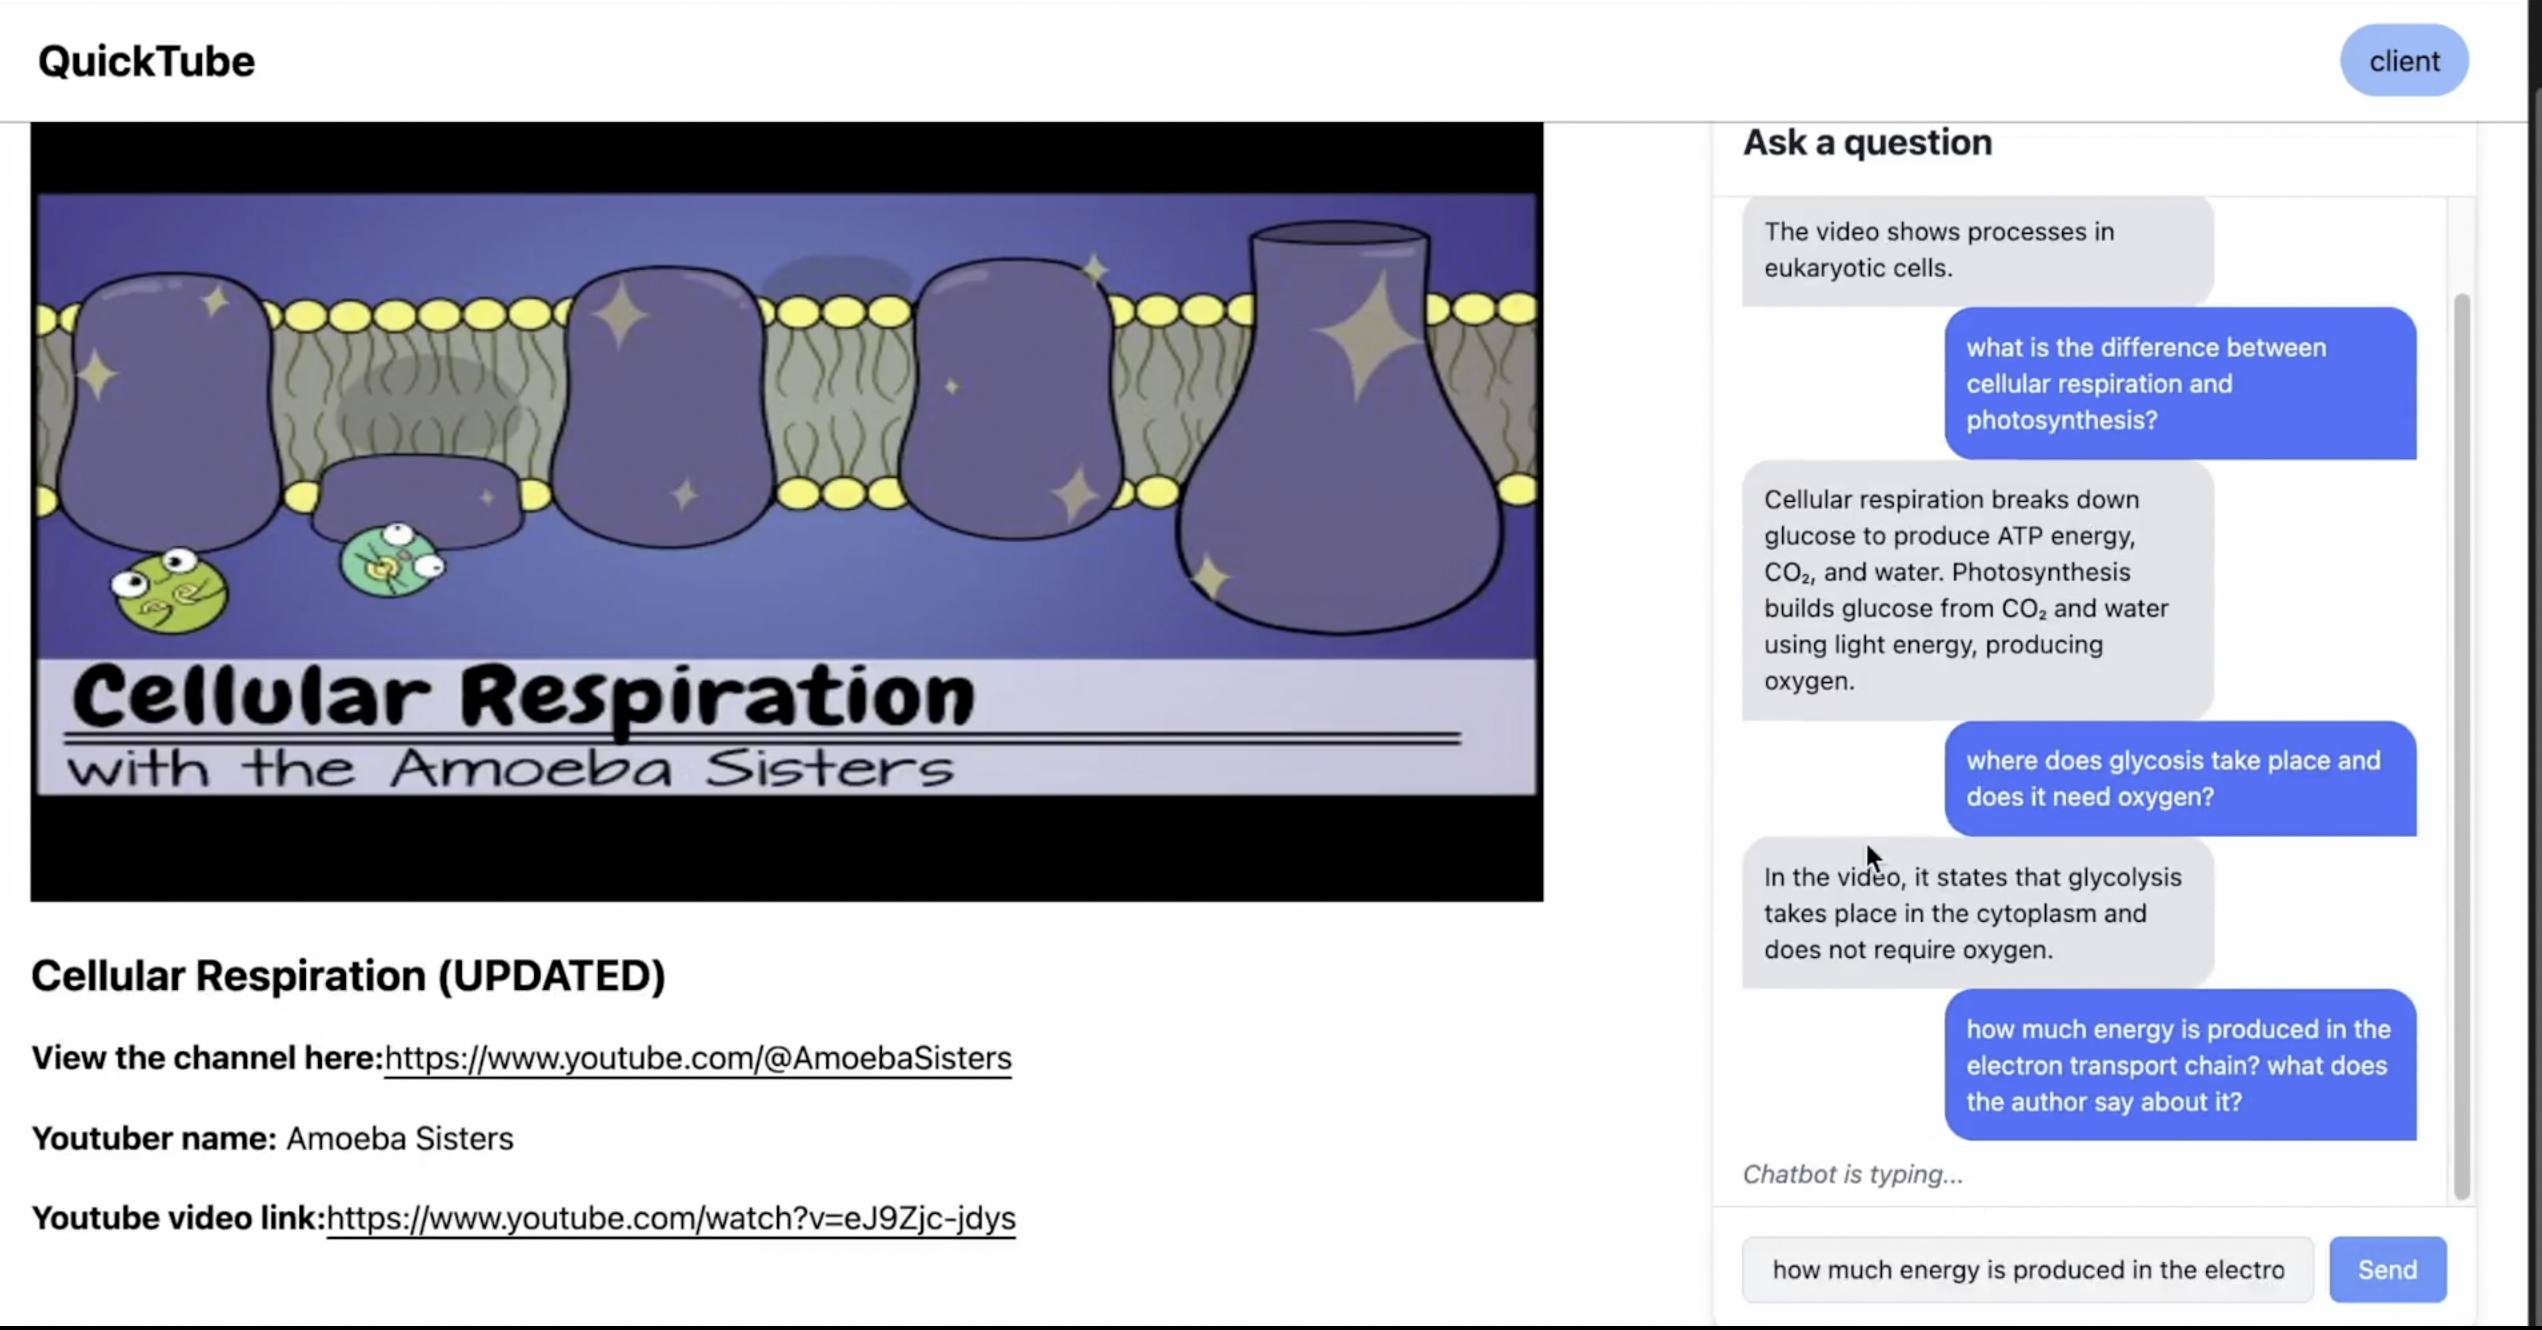 QuickTube
client
Cellular Respiration
with the Amoeba Sisters
Cellular Respiration (UPDATED)
View the channel here:https://www.youtube.com/@AmoebaSisters
Youtuber name: Amoeba Sisters
Youtube video link:https://www.youtube.com/watch?v=eJ9Zjc-jdys
Ask a question
The video shows processes in
eukaryotic cells.
what is the difference between
cellular respiration and
photosynthesis?
Cellular respiration breaks down
glucose to produce ATP energy,
CO₂, and water. Photosynthesis
builds glucose from CO₂ and water
using light energy, producing
oxygen.
where does glycosis take place and
does it need oxygen?
In the video, it states that glycolysis
takes place in the cytoplasm and
does not require oxygen.
how much energy is produced in the
electron transport chain? what does
the author say about it?
Chatbot is typing...
how much energy is produced in the electro
Send